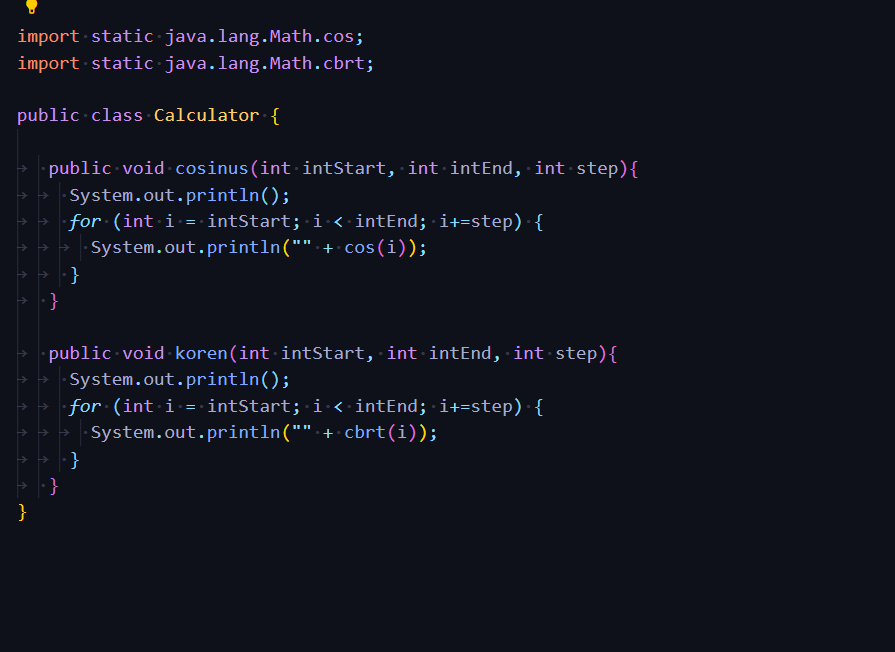 import static java.lang.Math.cos;
import static java.lang.Math.cbrt;
public class Calculator {
public void cosinus(int intStart, int intEnd, int step){
System.out.println();
for (int i = intStart; i < intEnd; i+=step) {
System.out.println("" + cos(i));
}
}
public void koren(int intStart, int intEnd, int step){
System.out.println();
for (int i = intStart; i < intEnd; i+=step) {
System.out.println("" + cbrt(i));
}
}
}